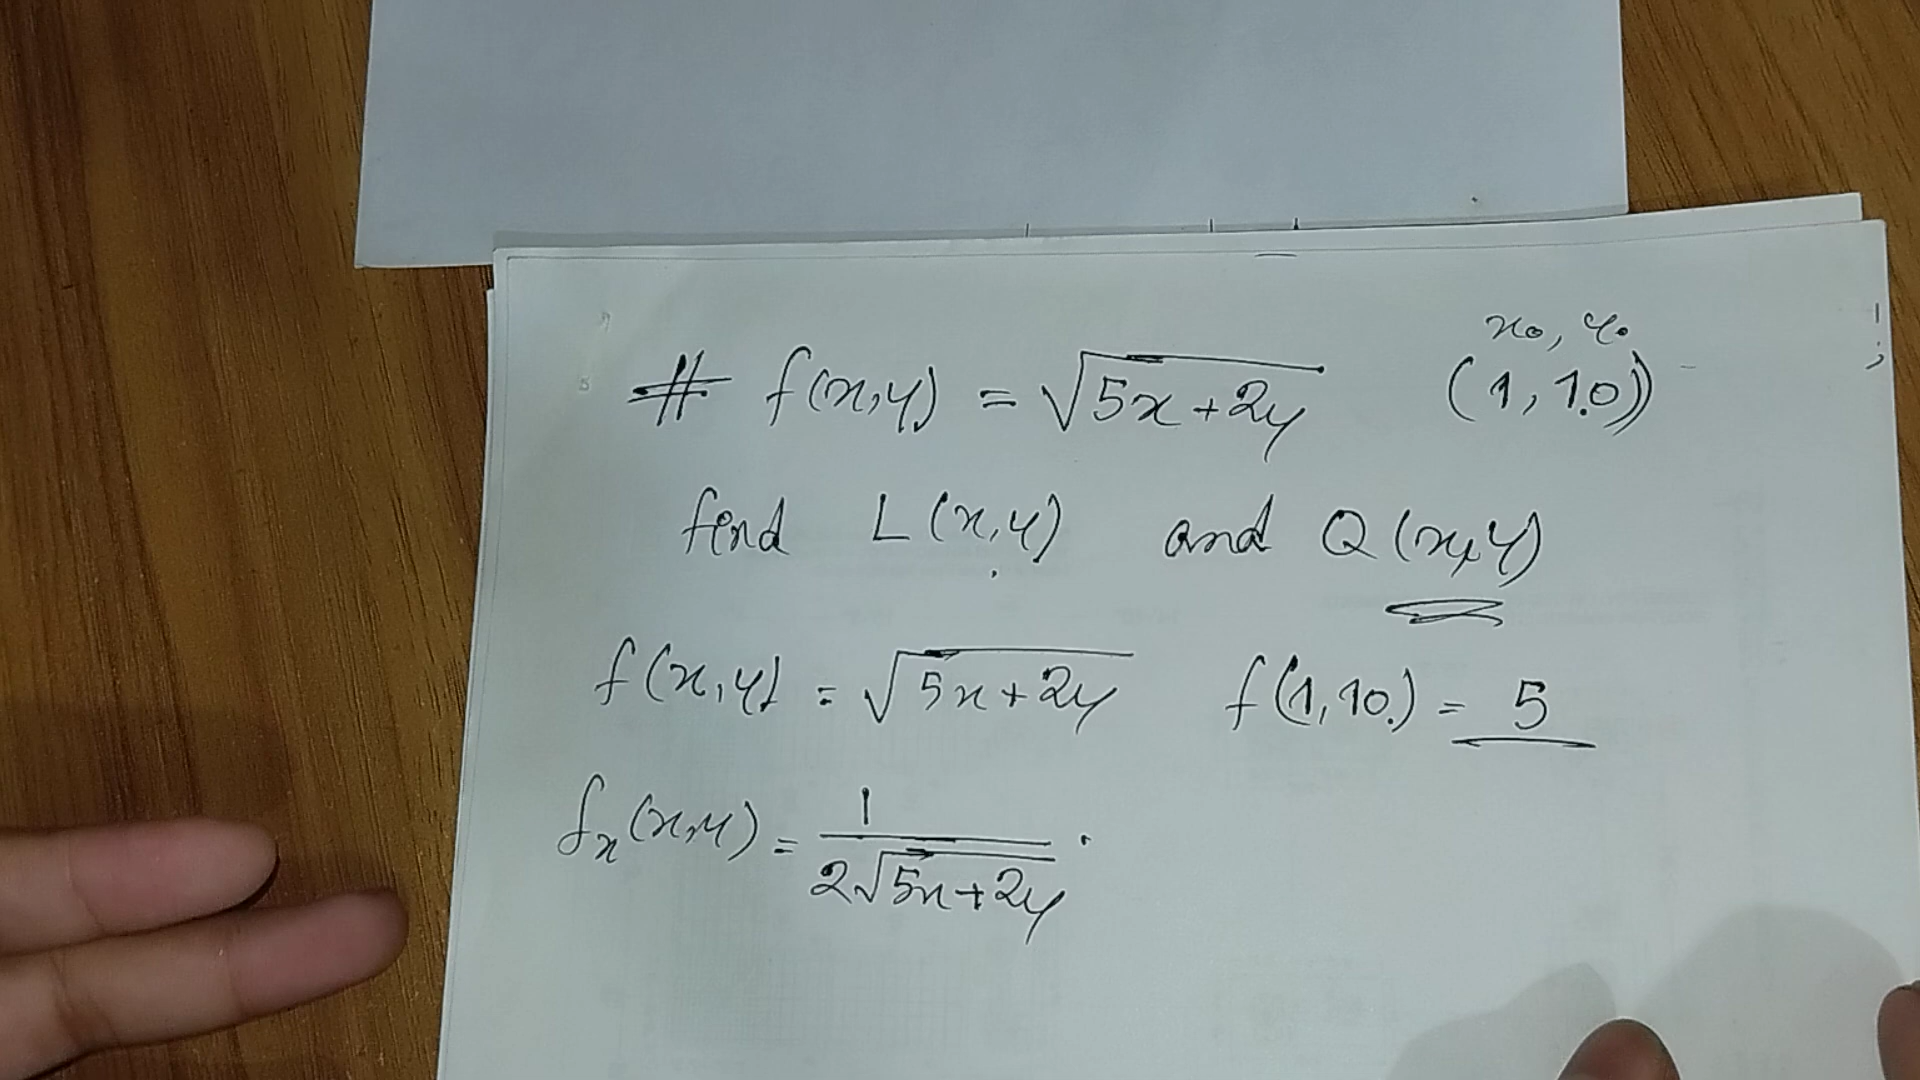 x₀, y₀
# f(x,y) = √(5x+2y) (1,10)
find L(x,y) and Q(x,y)
f(x,y) = √(5x+2y) f(1,10) = 5
fₓ(x,y) = 1/(2√(5x+2y)) ·